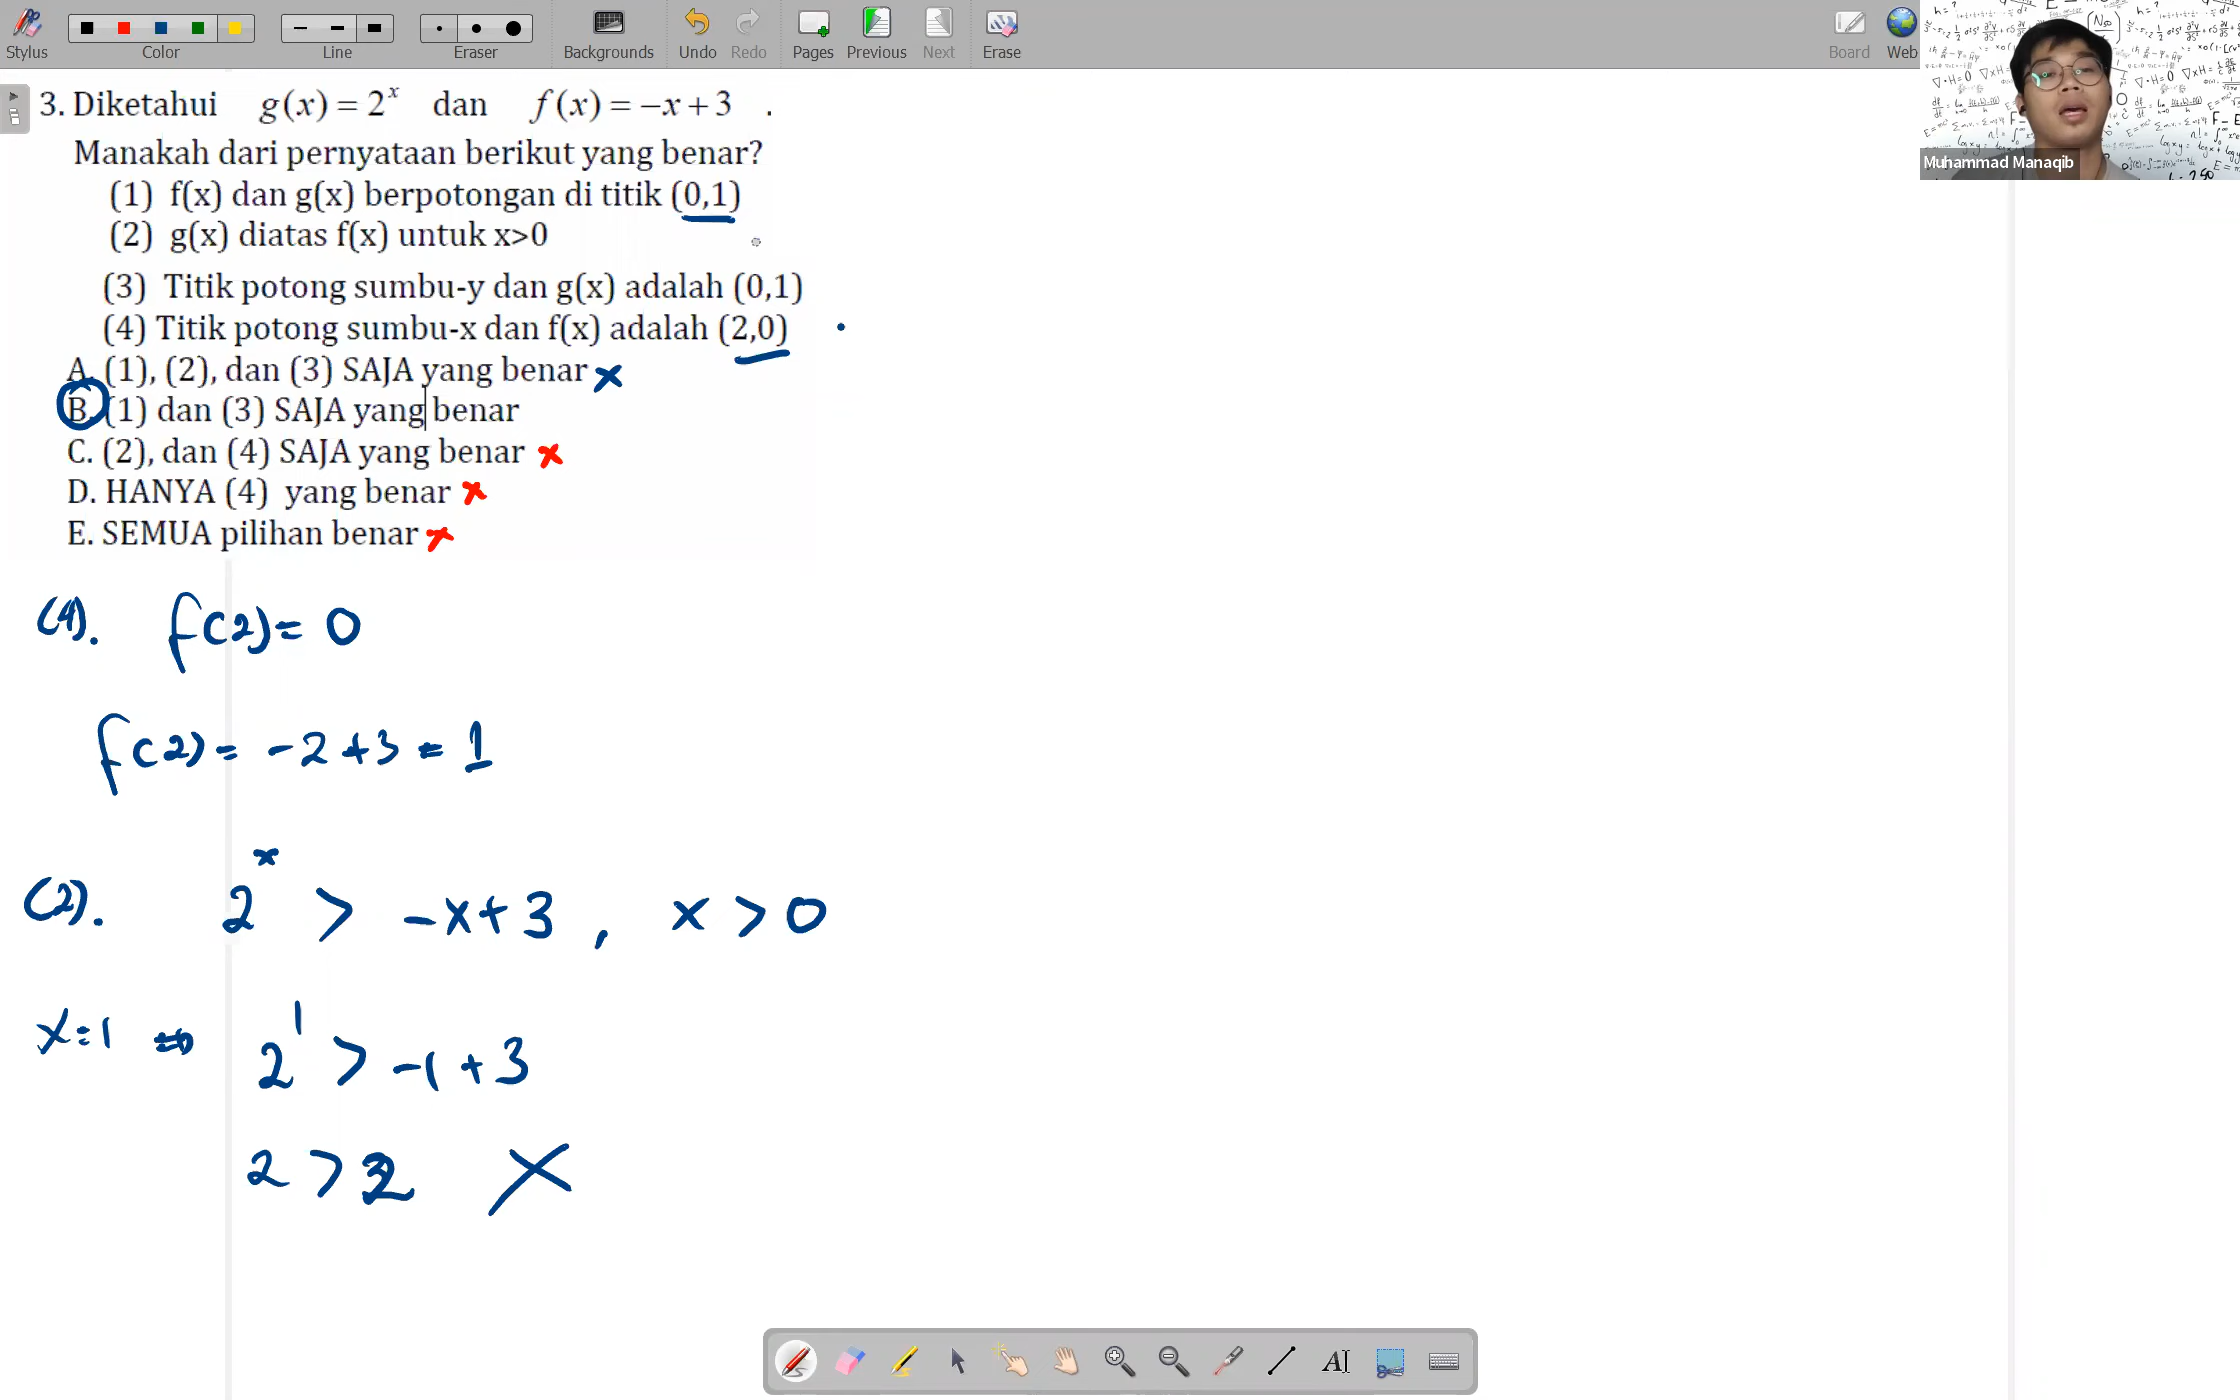 Stylus Color Line Eraser Backgrounds Undo Redo Pages Previous Next Erase Board Web
Muhammad Manaqib
3. Diketahui g(x) = 2^x dan f(x) = −x + 3 .
Manakah dari pernyataan berikut yang benar?
(1) f(x) dan g(x) berpotongan di titik (0,1)
(2) g(x) diatas f(x) untuk x>0
(3) Titik potong sumbu-y dan g(x) adalah (0,1)
(4) Titik potong sumbu-x dan f(x) adalah (2,0)
A. (1), (2), dan (3) SAJA yang benar x
B. (1) dan (3) SAJA yang benar
C. (2), dan (4) SAJA yang benar x
D. HANYA (4) yang benar x
E. SEMUA pilihan benar x
(4). f(2) = 0
f(2) = -2 + 3 = 1
(2). 2^x > -x + 3 , x > 0
x = 1 ⇒ 2^1 > -1 + 3
2 > 2 X
AI